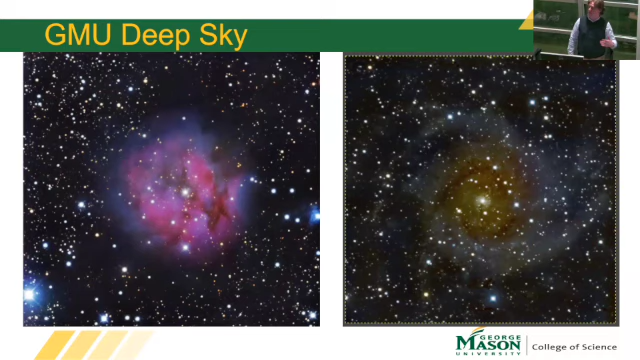 GMU Deep Sky
GEORGE
MASON
UNIVERSITY
College of Science